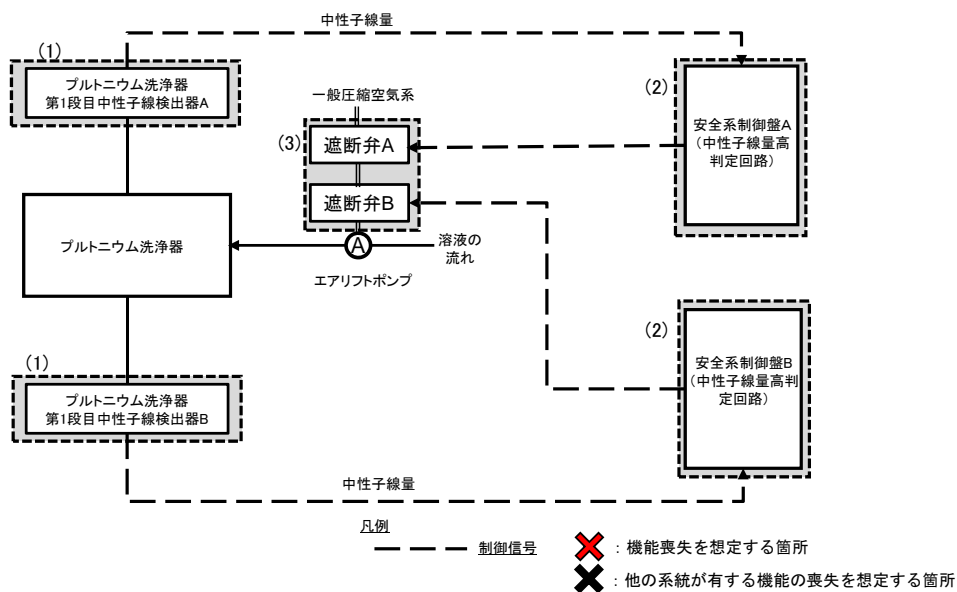 中性子線量
(1)
プルトニウム洗浄器
第1段目中性子線検出器A
一般圧縮空気系
(3)
遮断弁A
遮断弁B
(2)
安全系制御盤A
(中性子線量高
判定回路)
プルトニウム洗浄器
A
溶液の
流れ
エアリフトポンプ
(2)
安全系制御盤B
(中性子線量高判
定回路)
(1)
プルトニウム洗浄器
第1段目中性子線検出器B
中性子線量
凡例
制御信号
:機能喪失を想定する箇所
:他の系統が有する機能の喪失を想定する箇所